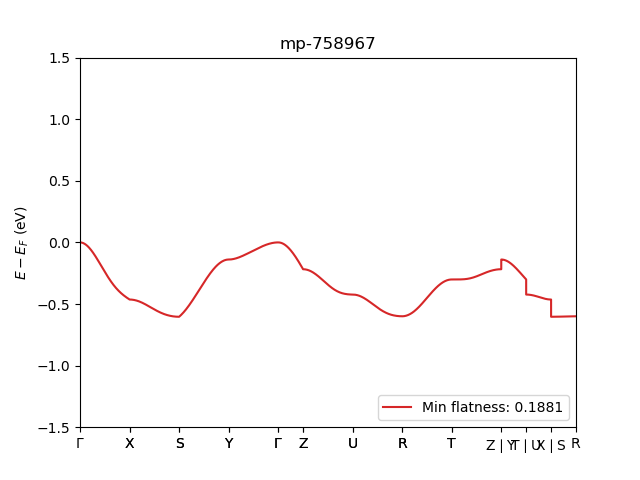 mp-758967
E − E_F (eV)
1.5
1.0
0.5
0.0
−0.5
−1.0
−1.5
Min flatness: 0.1881
Γ X S Y Γ Z U R T Z | Y T | U X | S R